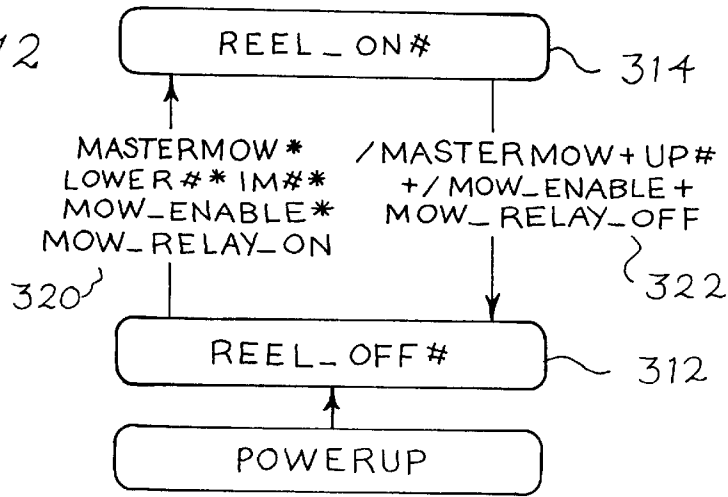 12
REEL_ON#
314
MASTERMOW*
LOWER#* IM#*
MOW_ENABLE*
MOW_RELAY_ON
320
/MASTERMOW+UP#
+/MOW_ENABLE+
MOW_RELAY_OFF
322
REEL_OFF#
312
POWERUP